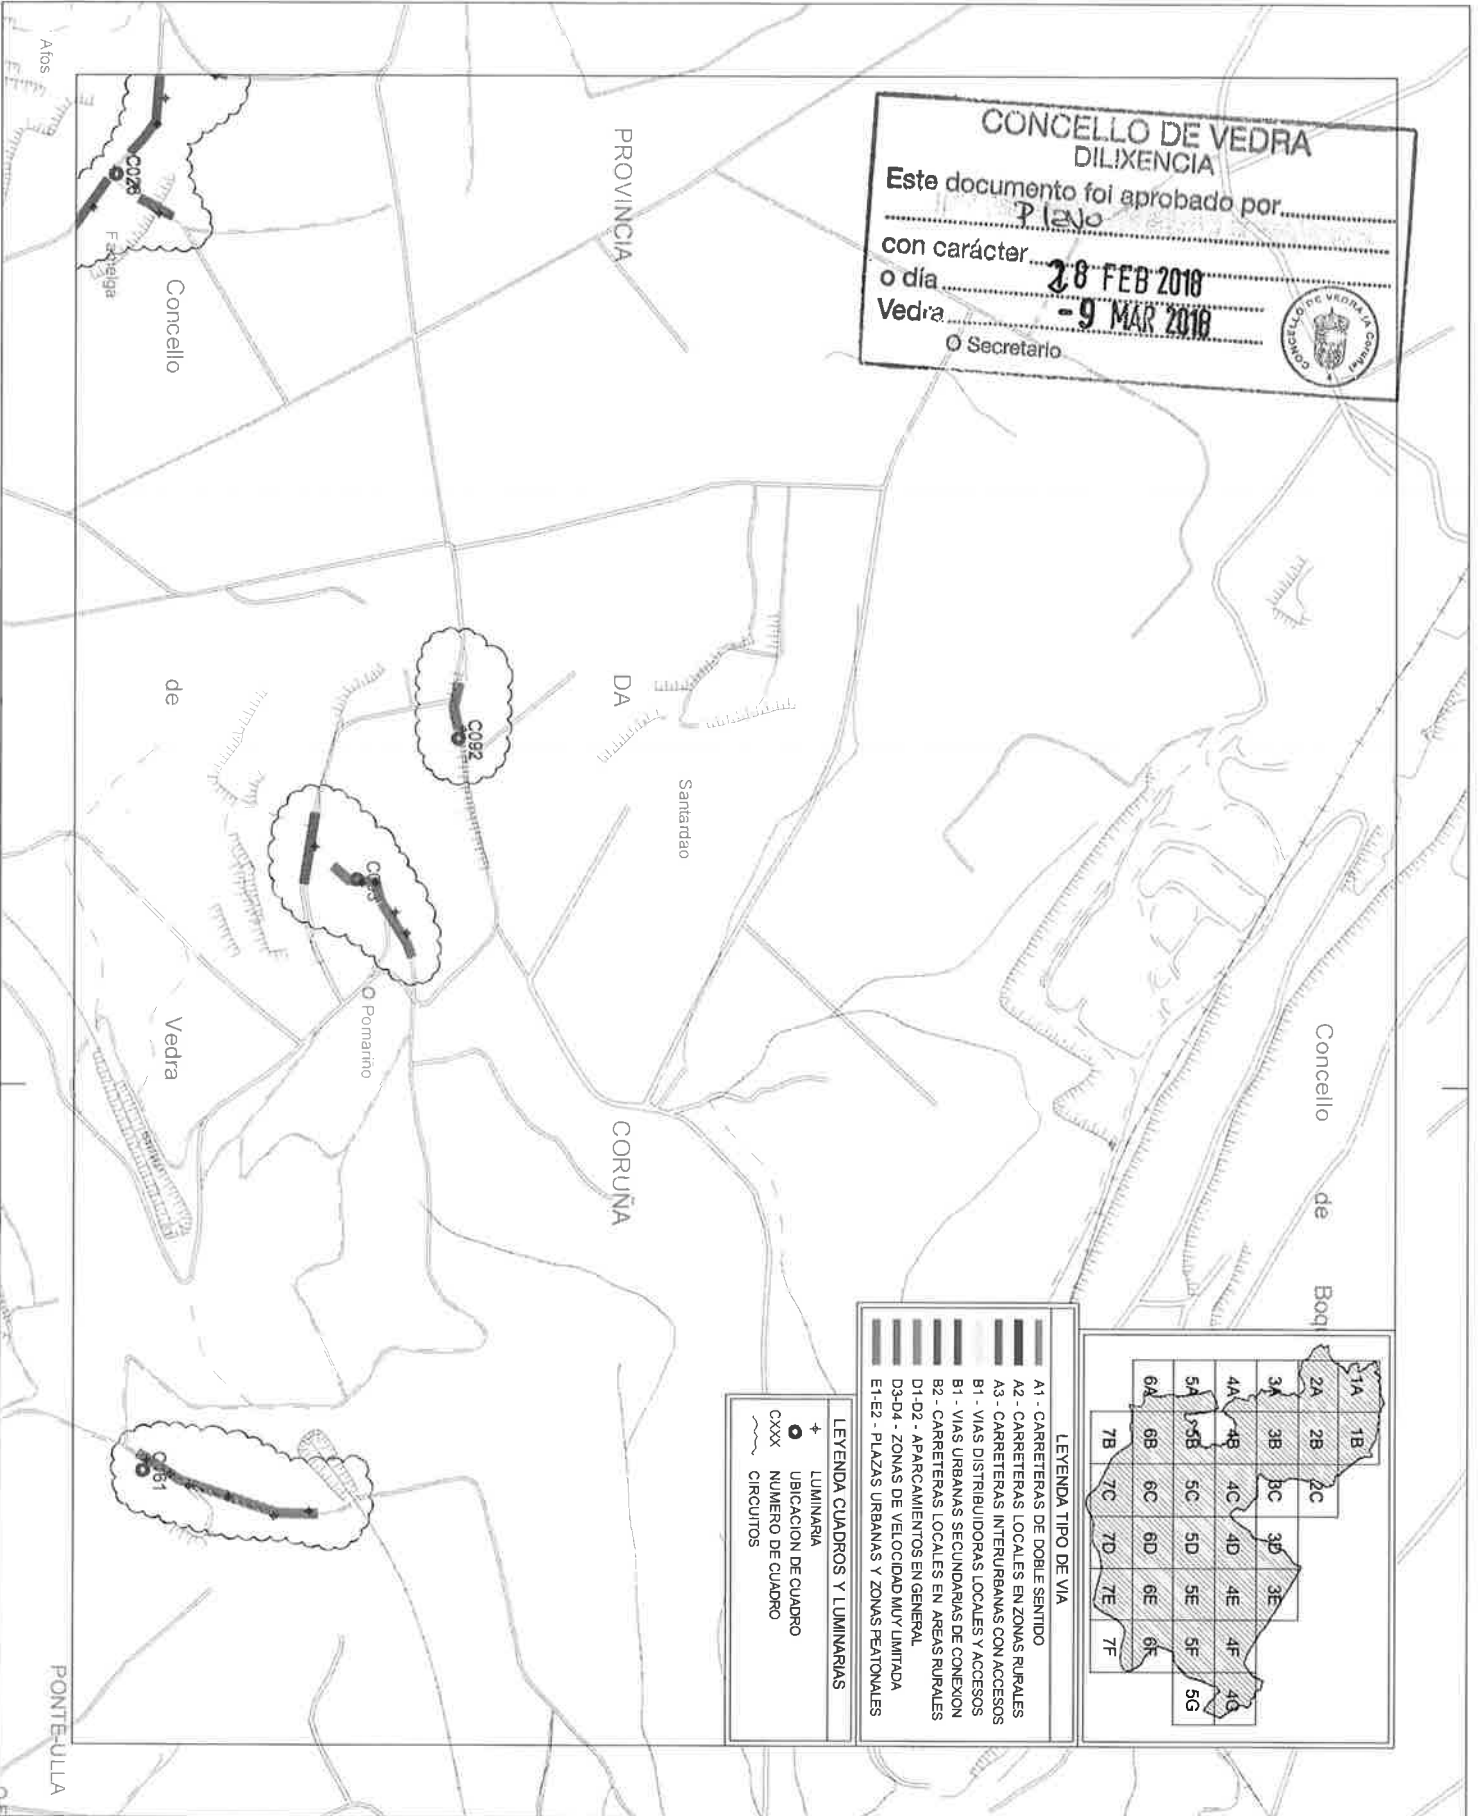 CONCELLO DE VEDRA
DILIXENCIA
Este documento foi aprobado por
Pleno
con carácter
o día 28 FEB 2018
Vedra - 9 MAR 2018
O Secretario
CONCELLO DE VEDRA (A Coruña)
Afos
C026
Concello
de
Vedra
PROVINCIA
DA
CORUÑA
C092
Santardao
O Pomariño
Concello
de
PONTE-ULLA
1A 1B
2A 2B 2C
3A 3B 3C 3D 3E
4A 4B 4C 4D 4E 4F 4G
5A 5B 5C 5D 5E 5F 5G
6A 6B 6C 6D 6E 6F
7B 7C 7D 7E 7F
LEYENDA TIPO DE VIA
A1 - CARRETERAS DE DOBLE SENTIDO
A2 - CARRETERAS LOCALES EN ZONAS RURALES
A3 - CARRETERAS INTERURBANAS CON ACCESOS
B1 - VIAS DISTRIBUIDORAS LOCALES Y ACCESOS
B1 - VIAS URBANAS SECUNDARIAS DE CONEXION
B2 - CARRETERAS LOCALES EN AREAS RURALES
D1-D2 - APARCAMIENTOS EN GENERAL
D3-D4 - ZONAS DE VELOCIDAD MUY LIMITADA
E1-E2 - PLAZAS URBANAS Y ZONAS PEATONALES
LEYENDA CUADROS Y LUMINARIAS
LUMINARIA
UBICACION DE CUADRO
CXXX NUMERO DE CUADRO
CIRCUITOS